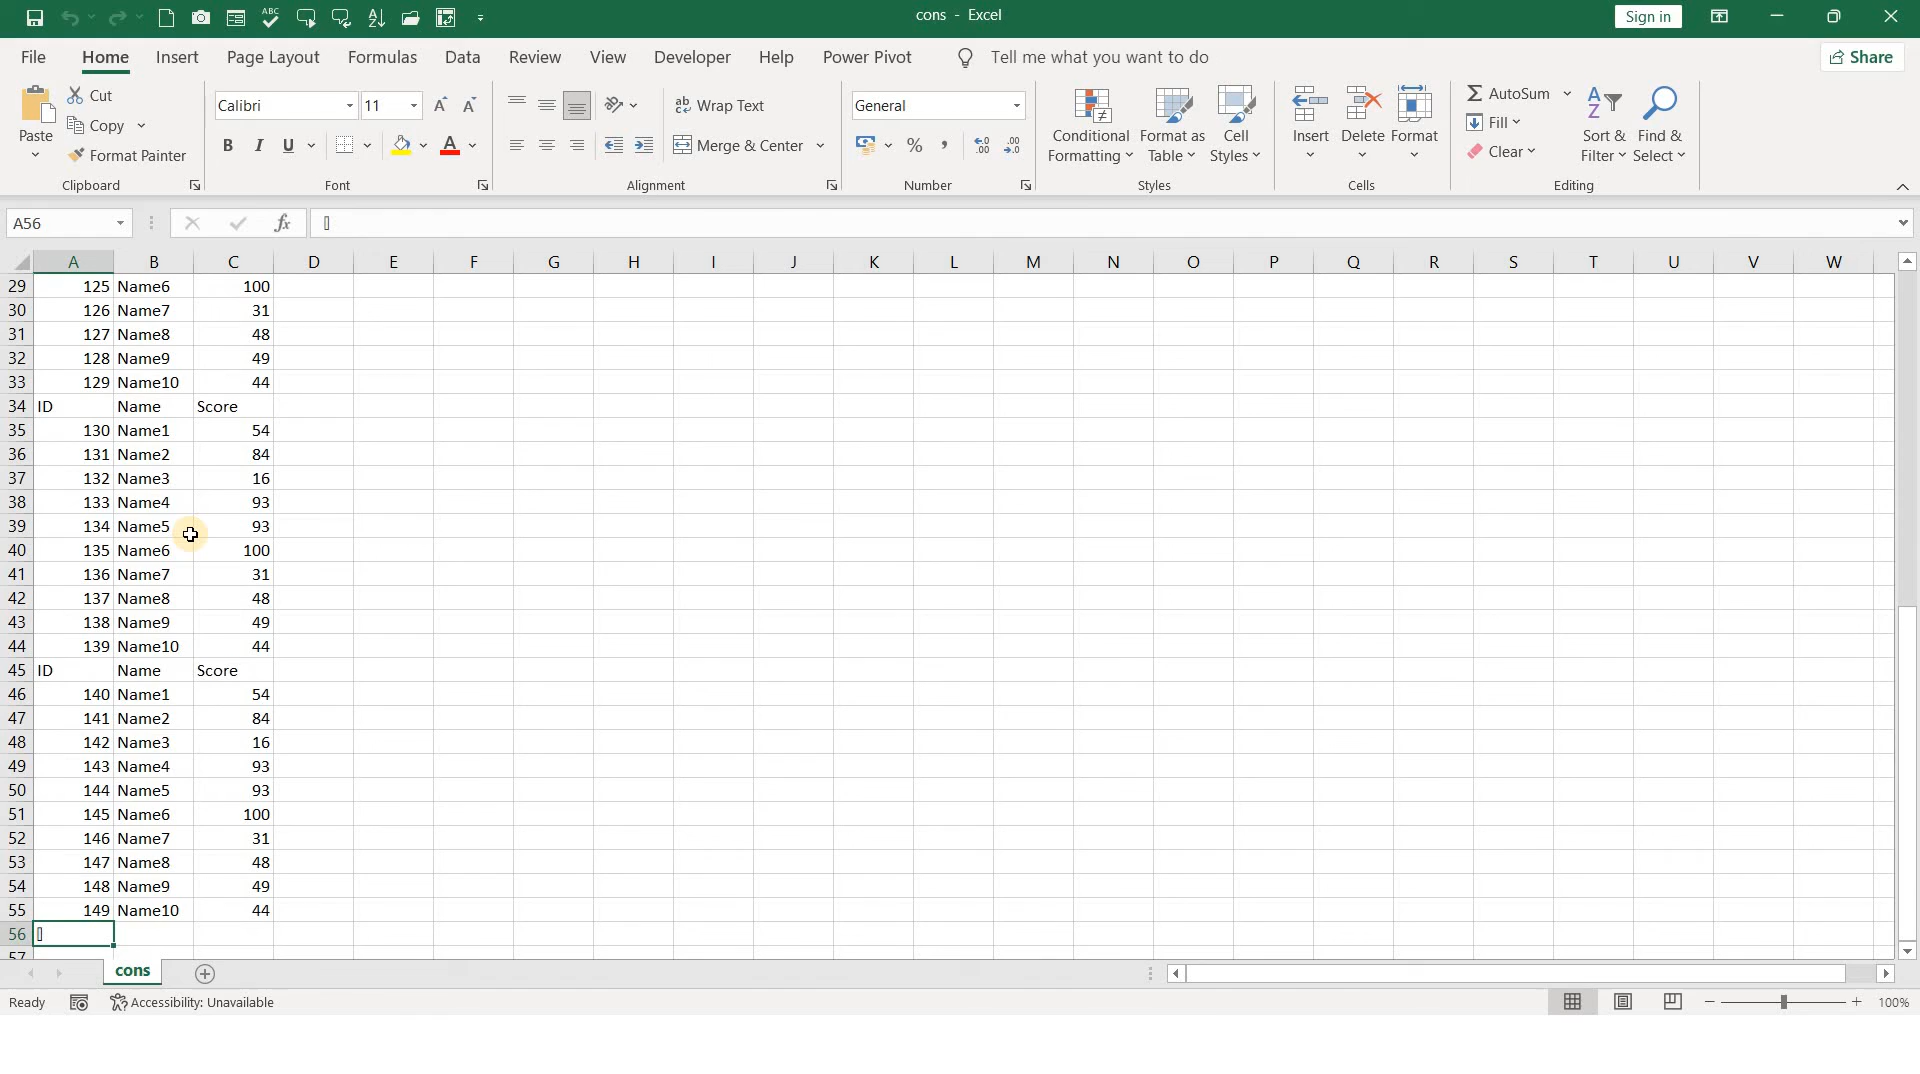 cons - Excel
Sign in
File Home Insert Page Layout Formulas Data Review View Developer Help Power Pivot Tell me what you want to do Share
Paste
Cut
Copy
Format Painter
Clipboard
Calibri 11
B I U
Font
Wrap Text
Merge & Center
Alignment
General
Number
Conditional Formatting
Format as Table
Cell Styles
Styles
Insert Delete Format
Cells
AutoSum
Fill
Clear
Sort & Filter
Find & Select
Editing
A56 fx
A B C D E F G H I J K L M N O P Q R S T U V W
29 125 Name6 100
30 126 Name7 31
31 127 Name8 48
32 128 Name9 49
33 129 Name10 44
34 ID Name Score
35 130 Name1 54
36 131 Name2 84
37 132 Name3 16
38 133 Name4 93
39 134 Name5 93
40 135 Name6 100
41 136 Name7 31
42 137 Name8 48
43 138 Name9 49
44 139 Name10 44
45 ID Name Score
46 140 Name1 54
47 141 Name2 84
48 142 Name3 16
49 143 Name4 93
50 144 Name5 93
51 145 Name6 100
52 146 Name7 31
53 147 Name8 48
54 148 Name9 49
55 149 Name10 44
56
57
cons
Ready Accessibility: Unavailable 100%